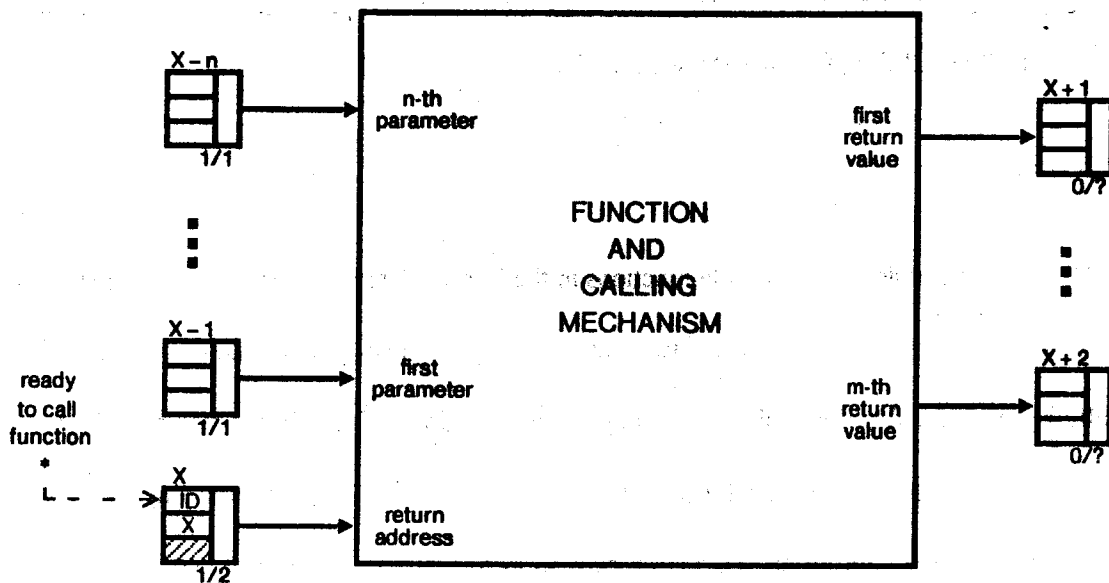 X – n
n-th
parameter
1/1
X – 1
first
parameter
1/1
ready
to call
function
*
X
ID
X
return
address
1/2
FUNCTION
AND
CALLING
MECHANISM
first
return
value
X + 1
0/?
m-th
return
value
X + 2
0/?